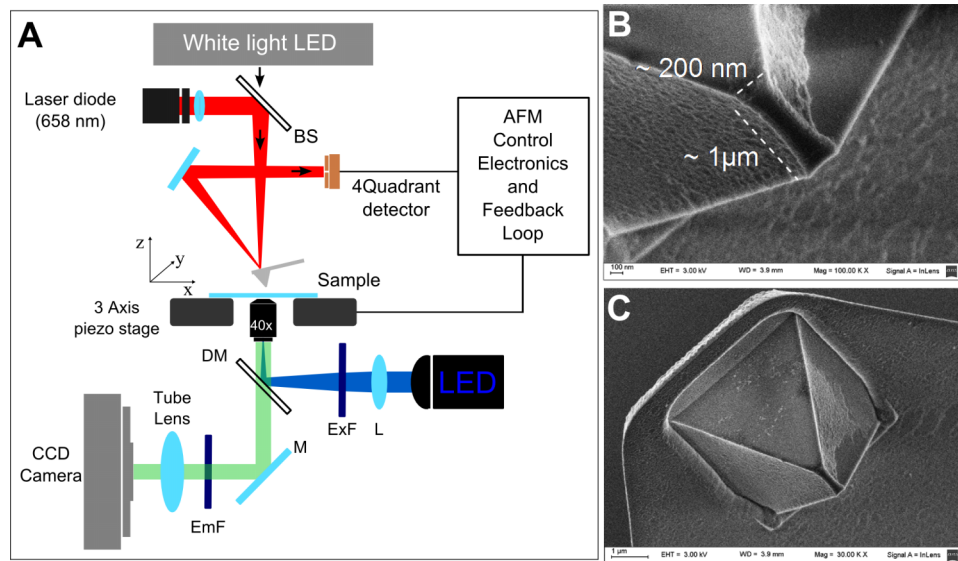 A
White light LED
Laser diode
(658 nm)
BS
4Quadrant
detector
AFM
Control
Electronics
and
Feedback
Loop
z
y
x
Sample
3 Axis
piezo stage
40x
DM
LED
Tube
Lens
ExF
L
M
CCD
Camera
EmF
B
~ 200 nm
~ 1µm
100 nm
EHT = 3.00 kV
WD = 3.9 mm
Mag = 100.00 K X
Signal A = InLens
C
1 µm
EHT = 3.00 kV
WD = 3.9 mm
Mag = 30.00 K X
Signal A = InLens